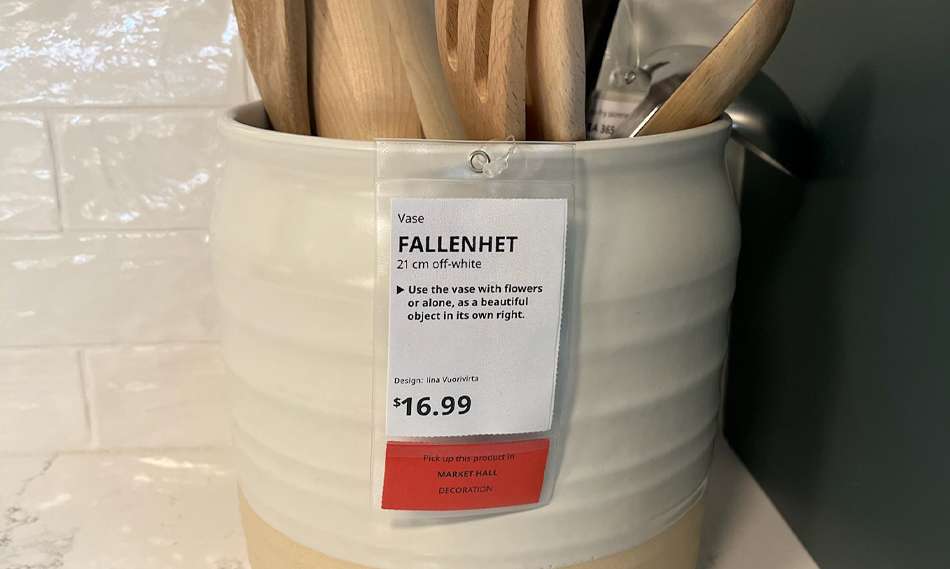 A 365
Vase
FALLENHET
21 cm off-white
▶ Use the vase with flowers
or alone, as a beautiful
object in its own right.
Design: Iina Vuorivirta
$16.99
Pick up this product in
MARKET HALL
DECORATION